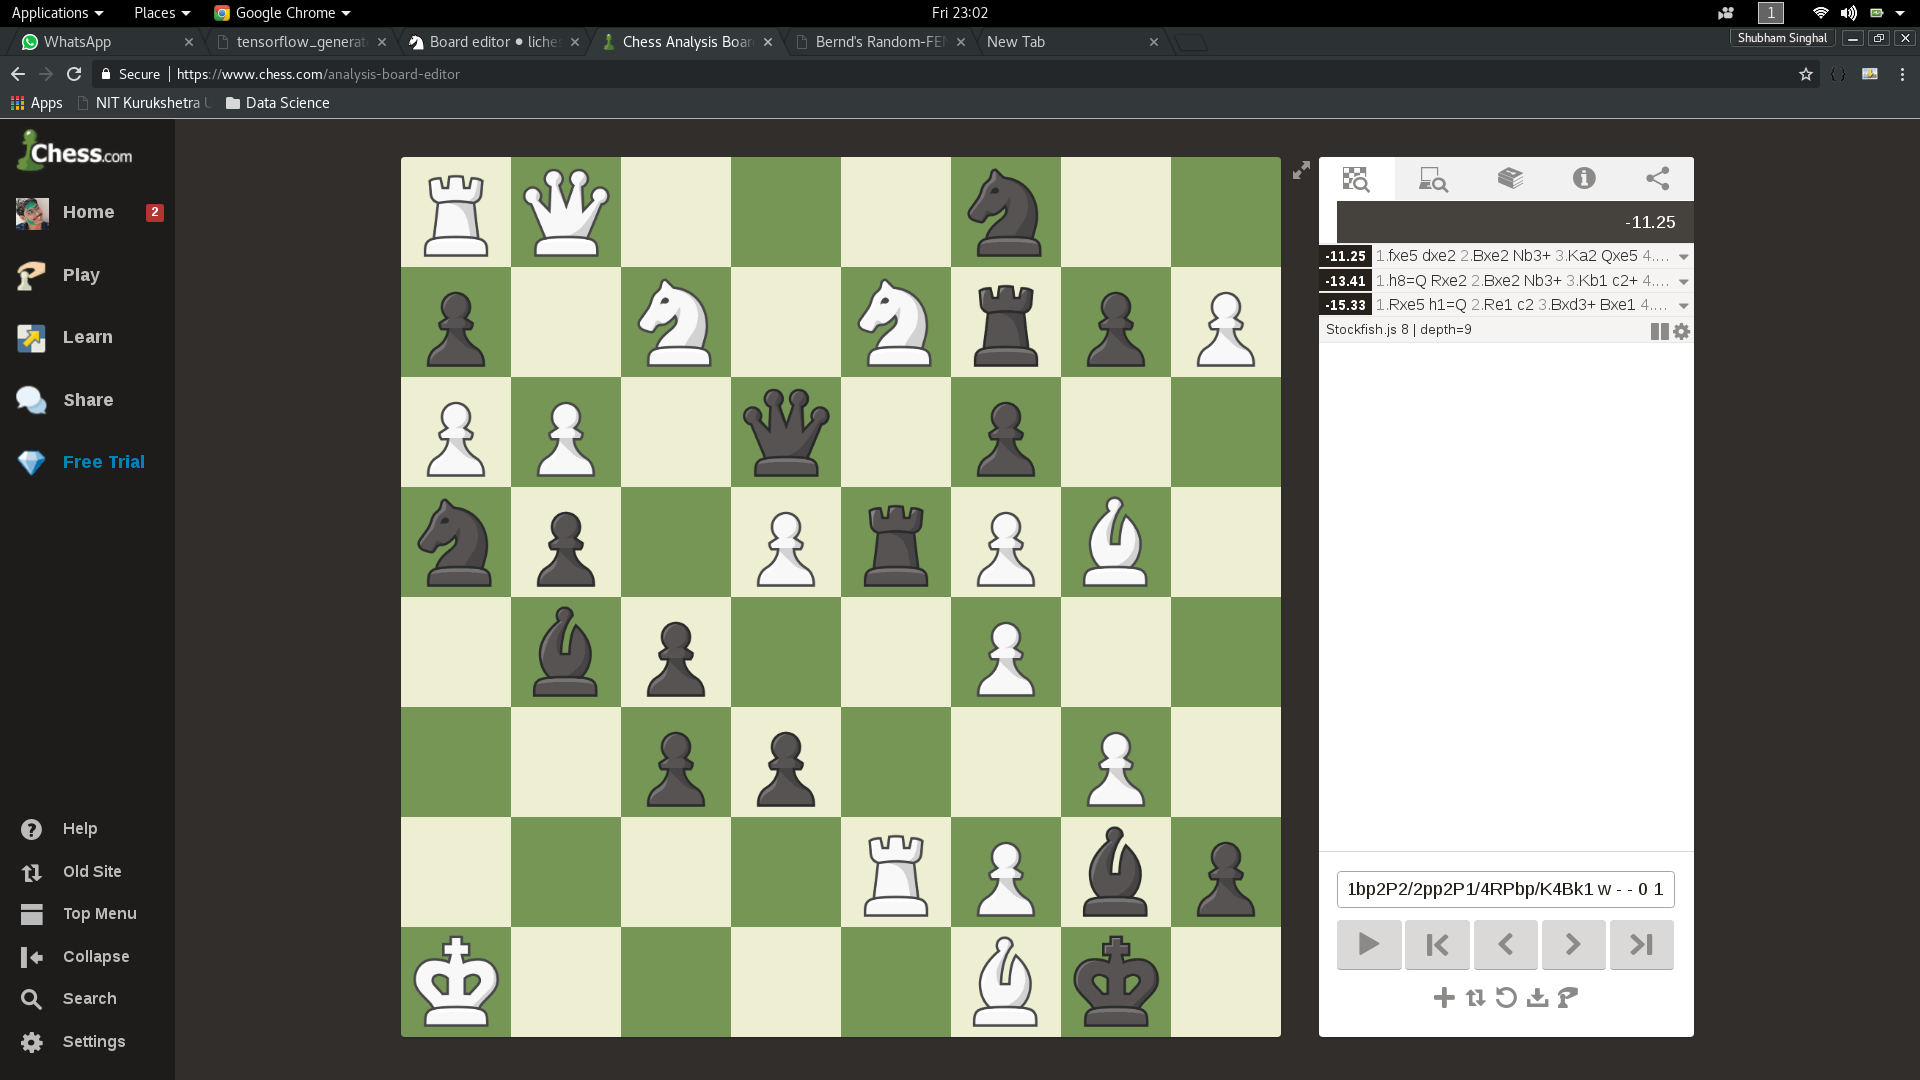 Applications Places Google Chrome Fri 23:02 1
WhatsApp tensorflow_generat Board editor • liche Chess Analysis Boar Bernd's Random-FEN New Tab Shubham Singhal
Secure https://www.chess.com/analysis-board-editor
Apps NIT Kurukshetra Data Science
Chess.com
Home 2
Play
Learn
Share
Free Trial
Help
Old Site
Top Menu
Collapse
Search
Settings
-11.25
-11.25 1.fxe5 dxe2 2.Bxe2 Nb3+ 3.Ka2 Qxe5 4....
-13.41 1.h8=Q Rxe2 2.Bxe2 Nb3+ 3.Kb1 c2+ 4....
-15.33 1.Rxe5 h1=Q 2.Re1 c2 3.Bxd3+ Bxe1 4....
Stockfish.js 8 | depth=9
1bp2P2/2pp2P1/4RPbp/K4Bk1 w - - 0 1